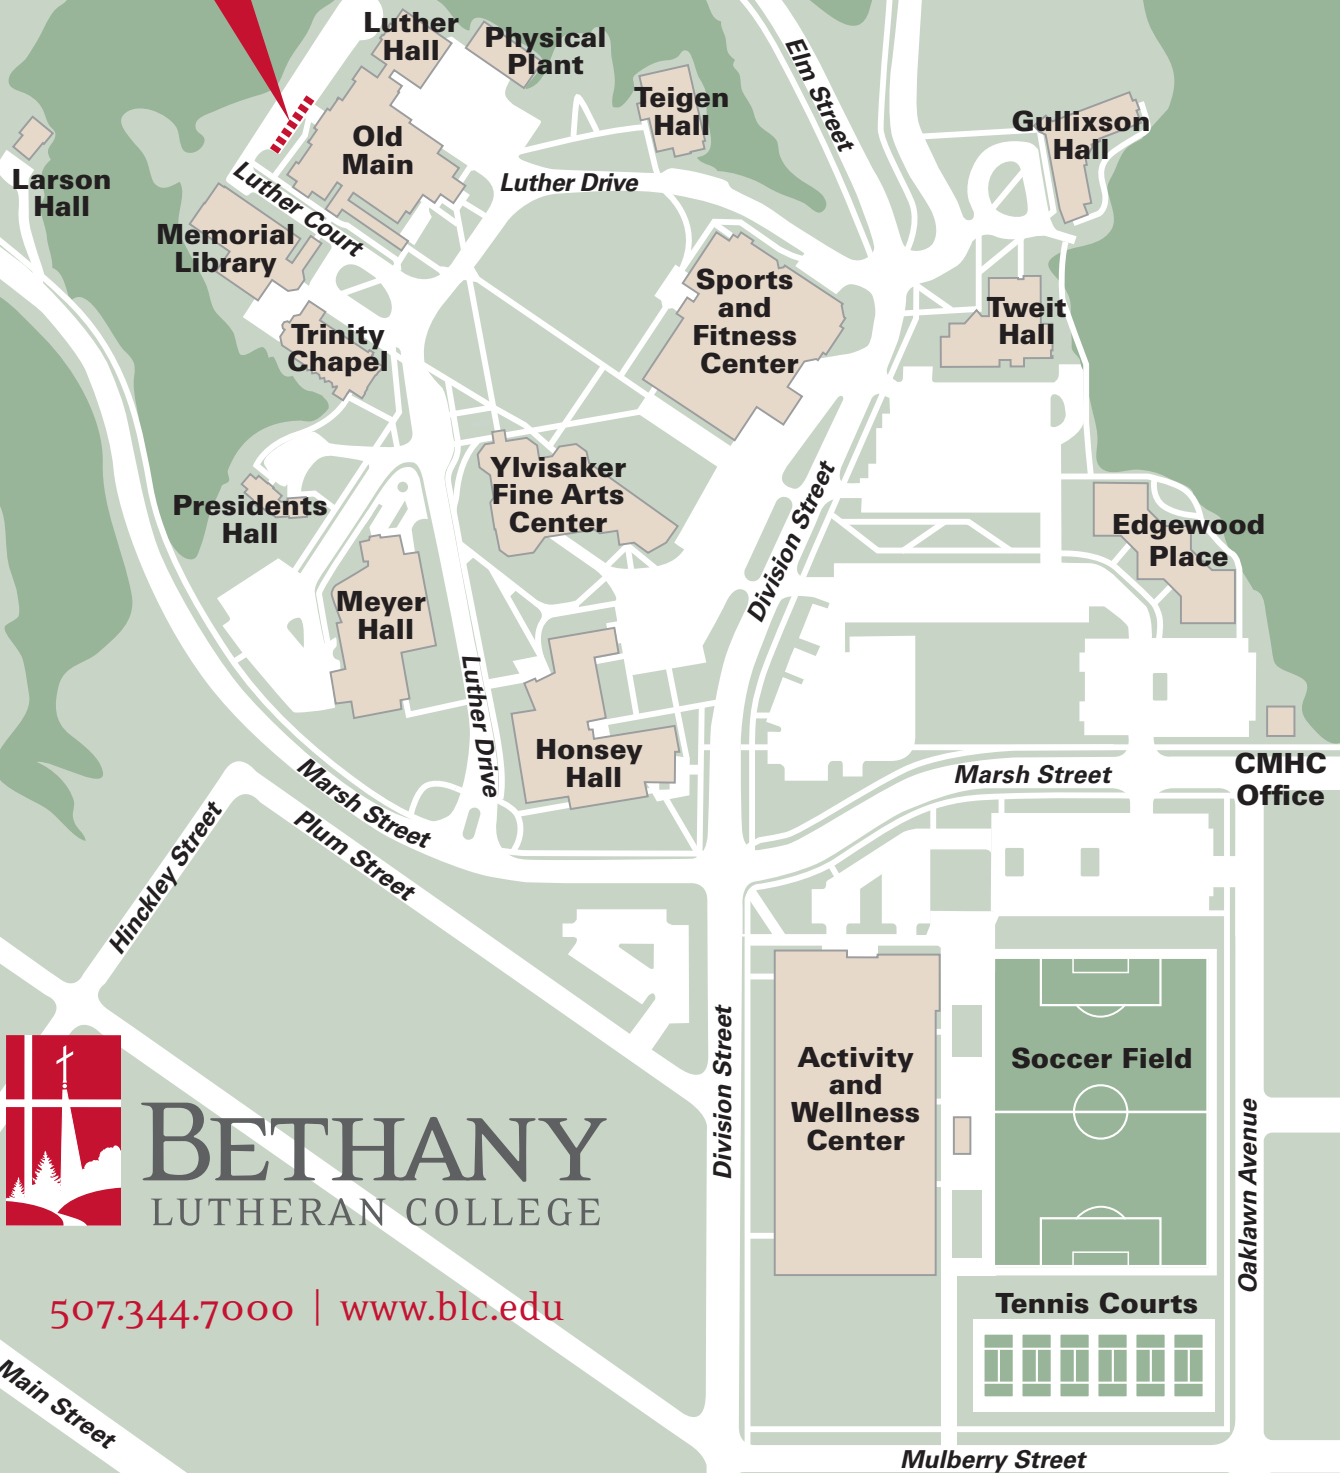 Luther
Hall
Physical
Plant
Elm Street
Teigen
Hall
Gullixson
Hall
Old
Main
Larson
Hall
Luther Court
Luther Drive
Memorial
Library
Sports
and
Fitness
Center
Tweit
Hall
Trinity
Chapel
Ylvisaker
Fine Arts
Center
Presidents
Hall
Division Street
Edgewood
Place
Meyer
Hall
Luther Drive
Honsey
Hall
Marsh Street
CMHC
Office
Marsh Street
Plum Street
Hinckley Street
Division Street
Activity
and
Wellness
Center
Soccer Field
Oaklawn Avenue
BETHANY
LUTHERAN COLLEGE
507.344.7000 | www.blc.edu
Tennis Courts
Main Street
Mulberry Street